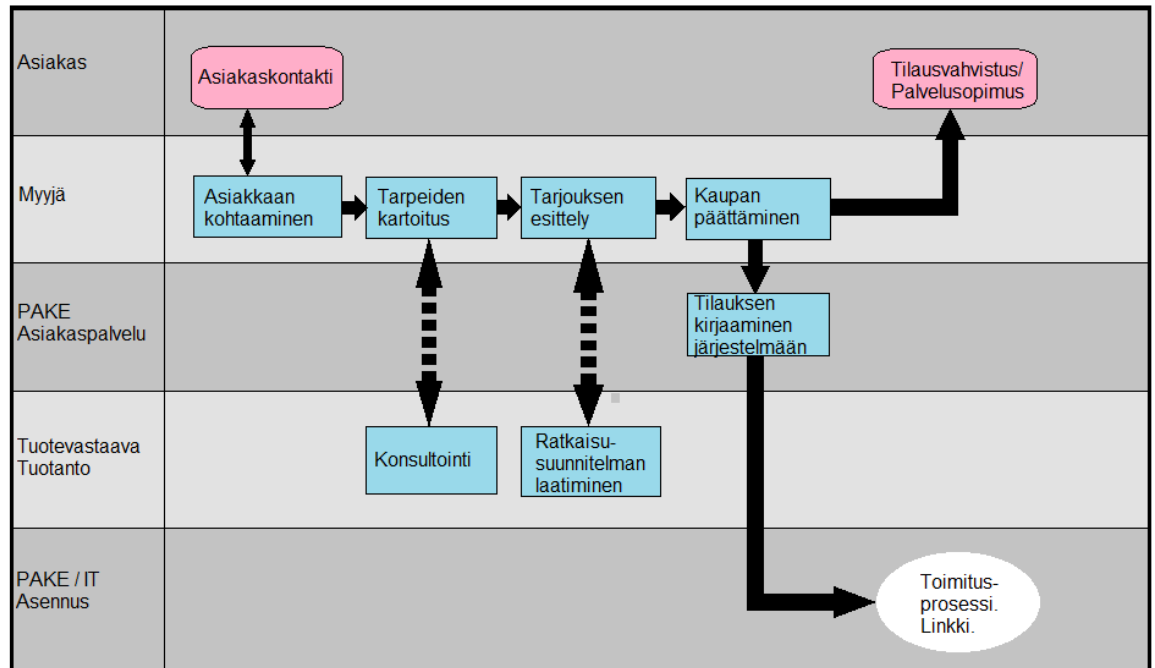 Asiakas
Asiakaskontakti
Tilausvahvistus/
Palvelusopimus
Myyjä
Asiakkaan
kohtaaminen
Tarpeiden
kartoitus
Tarjouksen
esittely
Kaupan
päättäminen
PAKE
Asiakaspalvelu
Tilauksen
kirjaaminen
järjestelmään
Tuotevastaava
Tuotanto
Konsultointi
Ratkaisu-
suunnitelman
laatiminen
PAKE / IT
Asennus
Toimitus-
prosessi.
Linkki.